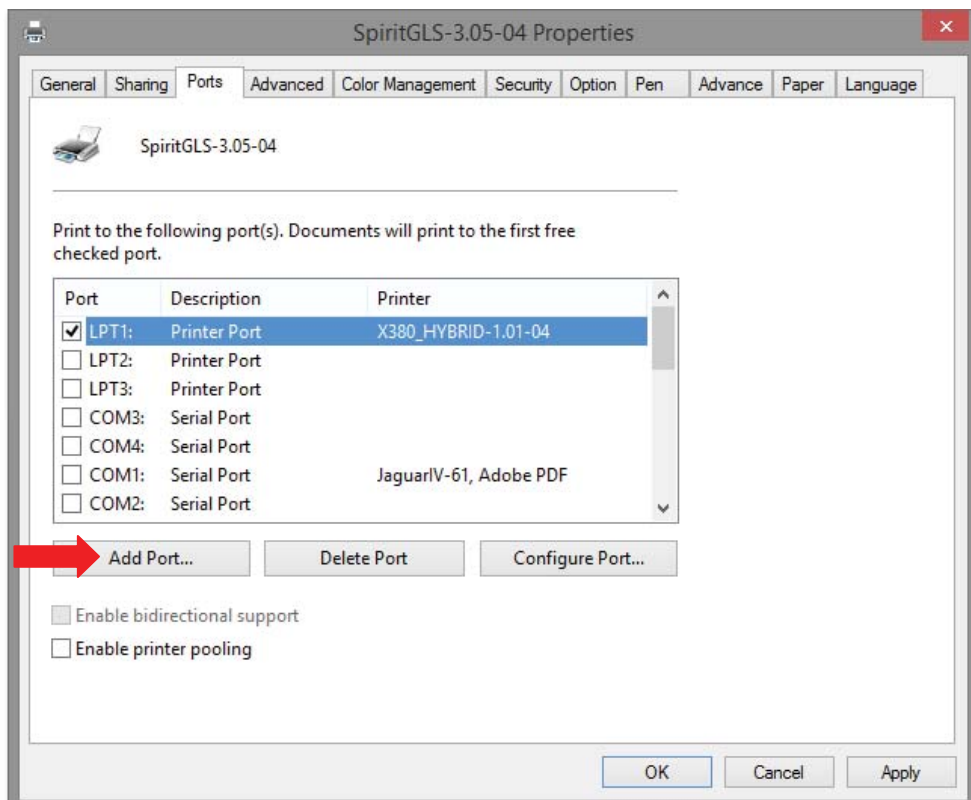 SpiritGLS-3.05-04 Properties
General Sharing Ports Advanced Color Management Security Option Pen Advance Paper Language
SpiritGLS-3.05-04
Print to the following port(s). Documents will print to the first free
checked port.
Port Description Printer
LPT1: Printer Port X380_HYBRID-1.01-04
LPT2: Printer Port
LPT3: Printer Port
COM3: Serial Port
COM4: Serial Port
COM1: Serial Port JaguarIV-61, Adobe PDF
COM2: Serial Port
Add Port... Delete Port Configure Port...
Enable bidirectional support
Enable printer pooling
OK Cancel Apply